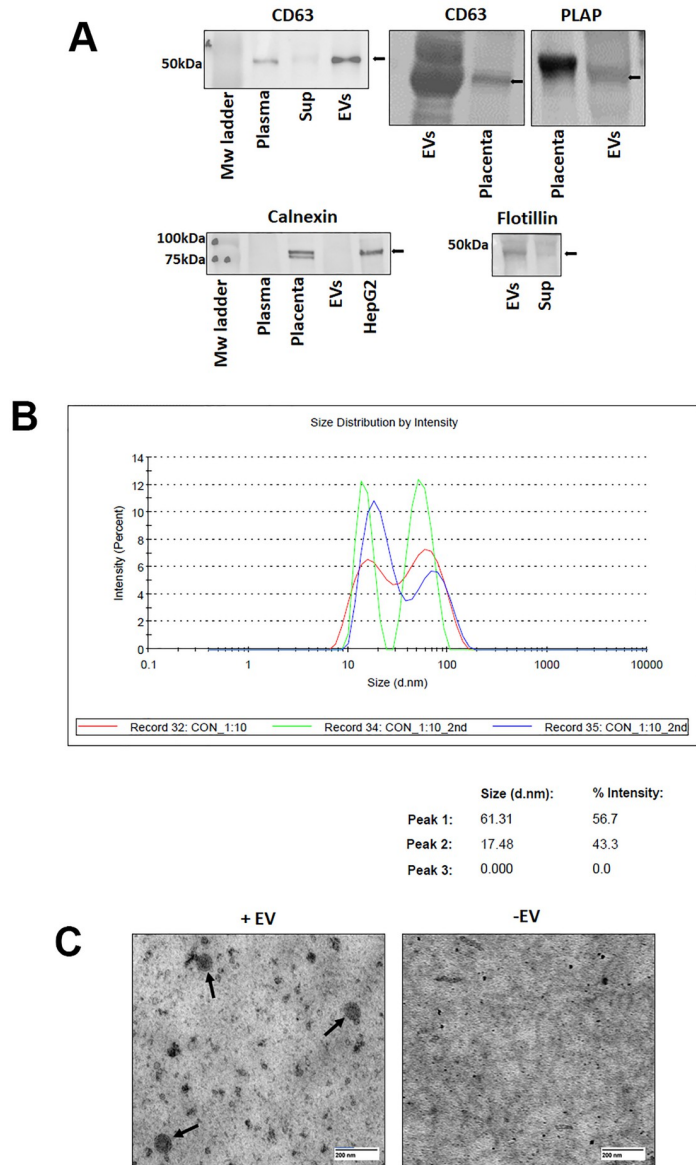 A
CD63
50kDa
Mw ladder
Plasma
Sup
EVs
CD63
EVs
Placenta
PLAP
Placenta
EVs
Calnexin
100kDa
75kDa
Mw ladder
Plasma
Placenta
EVs
HepG2
Flotillin
50kDa
EVs
Sup
B
Size Distribution by Intensity
Intensity (Percent)
14
12
10
8
6
4
2
0
0.1 1 10 100 1000 10000
Size (d.nm)
Record 32: CON_1:10 Record 34: CON_1:10_2nd Record 35: CON_1:10_2nd
Size (d.nm): % Intensity:
Peak 1: 61.31 56.7
Peak 2: 17.48 43.3
Peak 3: 0.000 0.0
C
+ EV
-EV
200 nm
200 nm